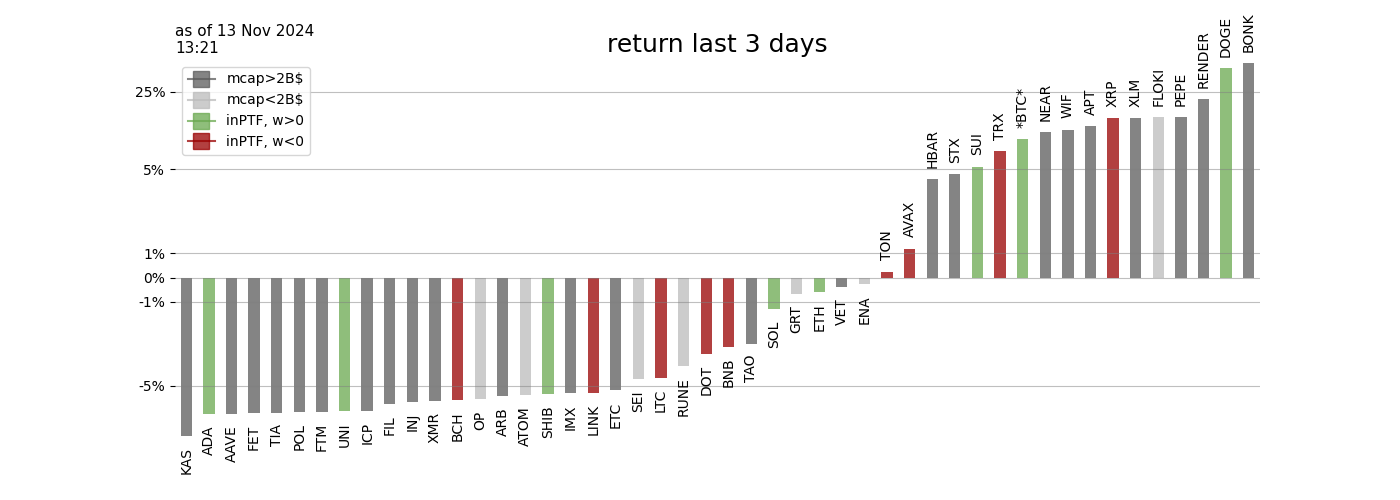 as of 13 Nov 2024
13:21
return last 3 days
mcap>2B$
mcap<2B$
inPTF, w>0
inPTF, w<0
25%
5%
1%
0%
-1%
-5%
KAS
ADA
AAVE
FET
TIA
POL
FTM
UNI
ICP
FIL
INJ
XMR
BCH
OP
ARB
ATOM
SHIB
IMX
LINK
ETC
SEI
LTC
RUNE
DOT
BNB
TAO
SOL
GRT
ETH
VET
ENA
TON
AVAX
HBAR
STX
SUI
TRX
*BTC*
NEAR
WIF
APT
XRP
XLM
FLOKI
PEPE
RENDER
DOGE
BONK